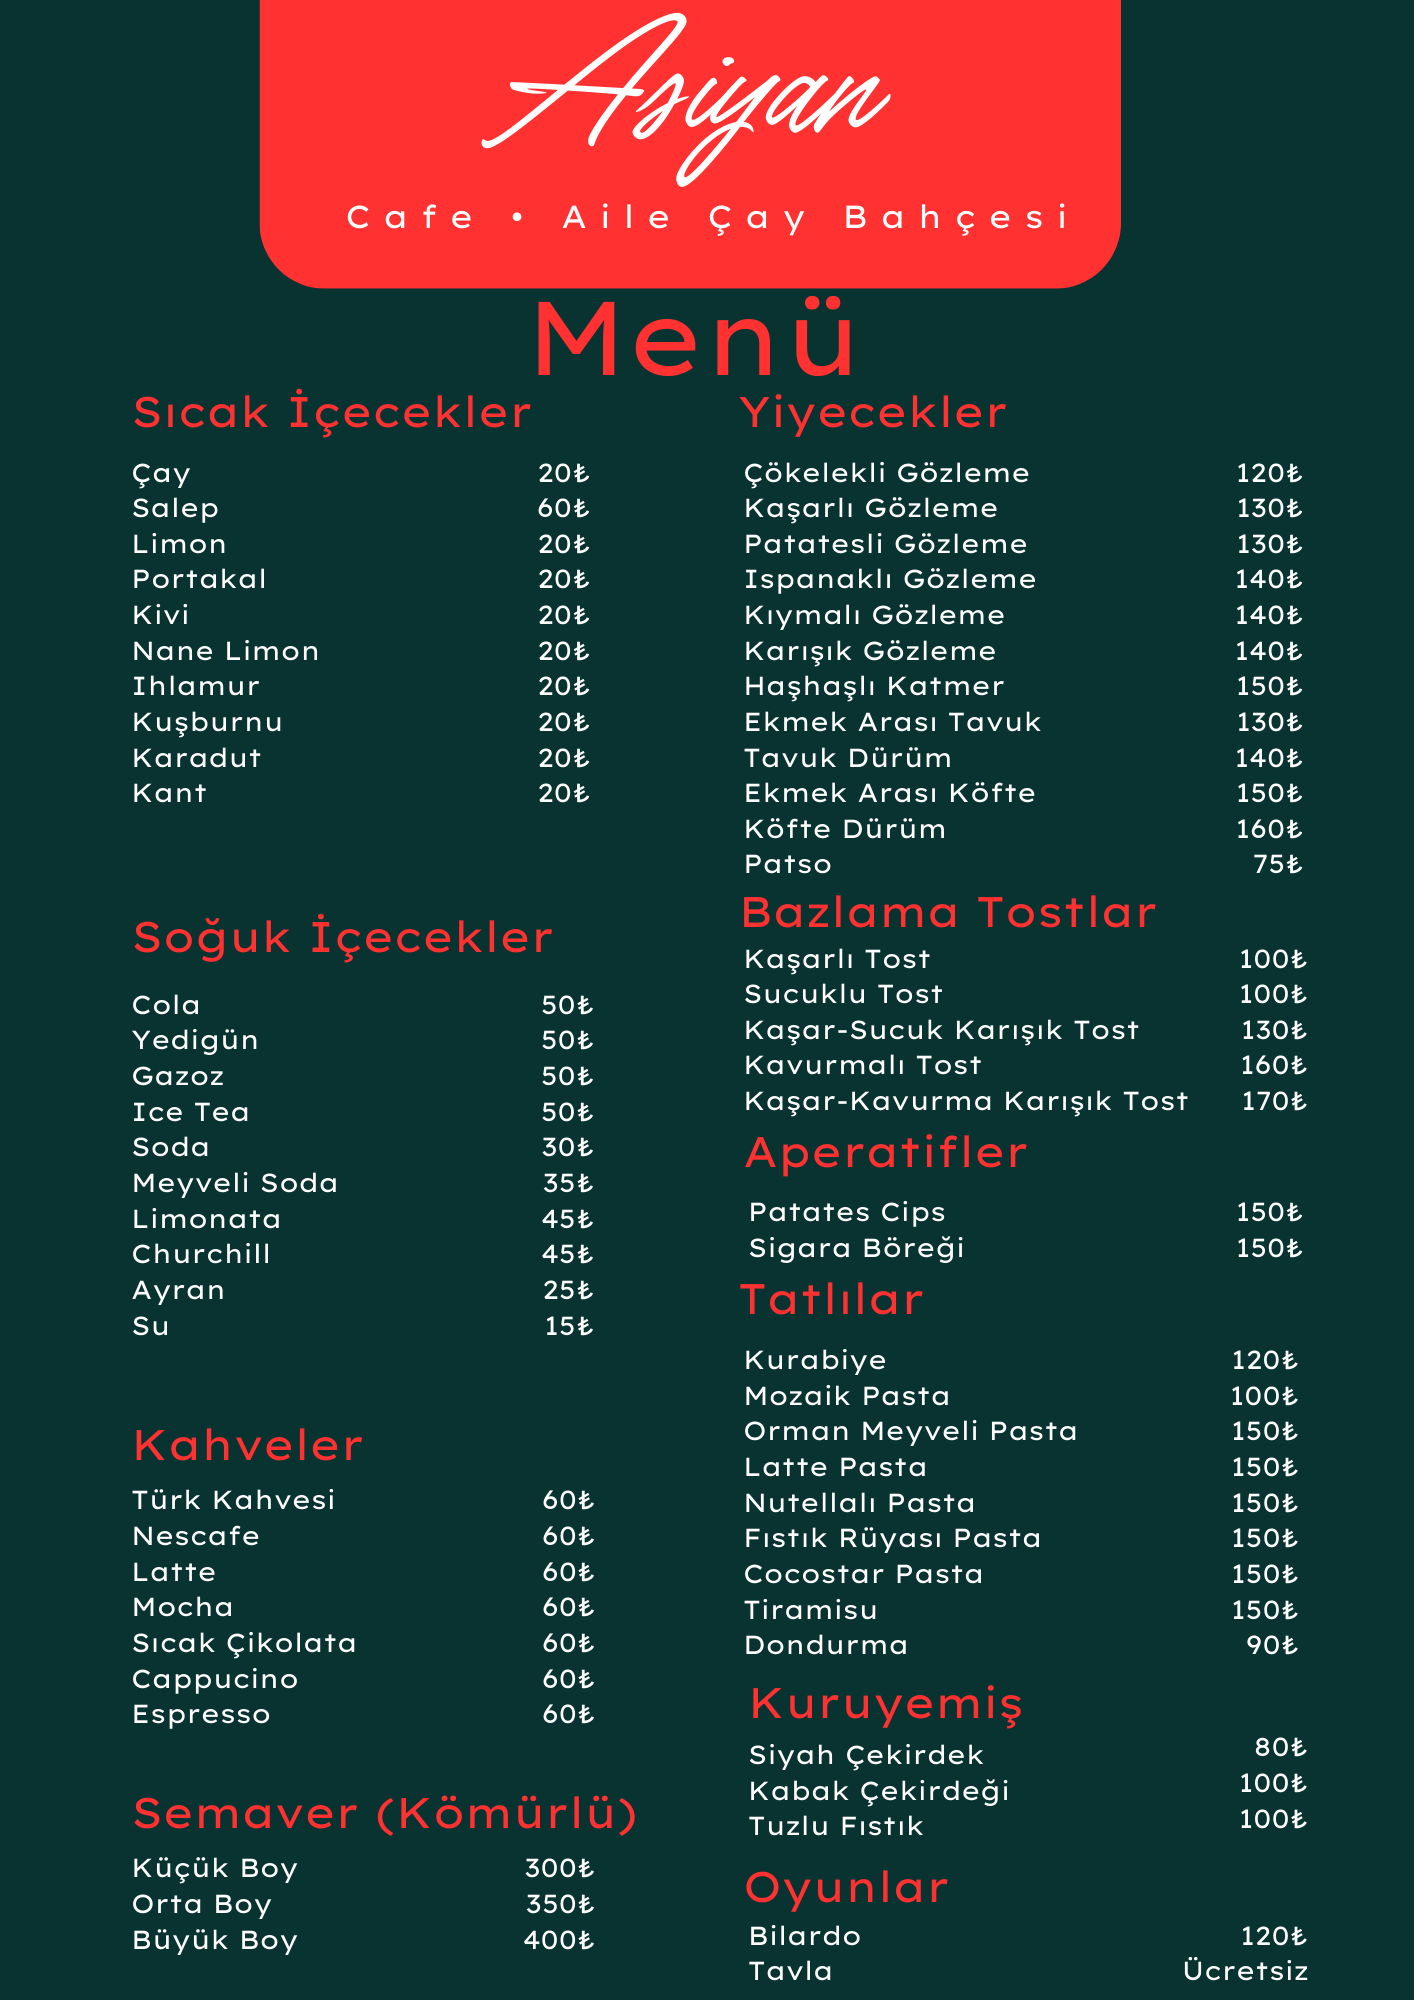 Asiyan
Cafe • Aile Çay Bahçesi
Menü
Sıcak İçecekler
Çay 20₺
Salep 60₺
Limon 20₺
Portakal 20₺
Kivi 20₺
Nane Limon 20₺
Ihlamur 20₺
Kuşburnu 20₺
Karadut 20₺
Kant 20₺
Soğuk İçecekler
Cola 50₺
Yedigün 50₺
Gazoz 50₺
Ice Tea 50₺
Soda 30₺
Meyveli Soda 35₺
Limonata 45₺
Churchill 45₺
Ayran 25₺
Su 15₺
Kahveler
Türk Kahvesi 60₺
Nescafe 60₺
Latte 60₺
Mocha 60₺
Sıcak Çikolata 60₺
Cappucino 60₺
Espresso 60₺
Semaver (Kömürlü)
Küçük Boy 300₺
Orta Boy 350₺
Büyük Boy 400₺
Yiyecekler
Çökelekli Gözleme 120₺
Kaşarlı Gözleme 130₺
Patatesli Gözleme 130₺
Ispanaklı Gözleme 140₺
Kıymalı Gözleme 140₺
Karışık Gözleme 140₺
Haşhaşlı Katmer 150₺
Ekmek Arası Tavuk 130₺
Tavuk Dürüm 140₺
Ekmek Arası Köfte 150₺
Köfte Dürüm 160₺
Patso 75₺
Bazlama Tostlar
Kaşarlı Tost 100₺
Sucuklu Tost 100₺
Kaşar-Sucuk Karışık Tost 130₺
Kavurmalı Tost 160₺
Kaşar-Kavurma Karışık Tost 170₺
Aperatifler
Patates Cips 150₺
Sigara Böreği 150₺
Tatlılar
Kurabiye 120₺
Mozaik Pasta 100₺
Orman Meyveli Pasta 150₺
Latte Pasta 150₺
Nutellalı Pasta 150₺
Fıstık Rüyası Pasta 150₺
Cocostar Pasta 150₺
Tiramisu 150₺
Dondurma 90₺
Kuruyemiş
Siyah Çekirdek 80₺
Kabak Çekirdeği 100₺
Tuzlu Fıstık 100₺
Oyunlar
Bilardo 120₺
Tavla Ücretsiz